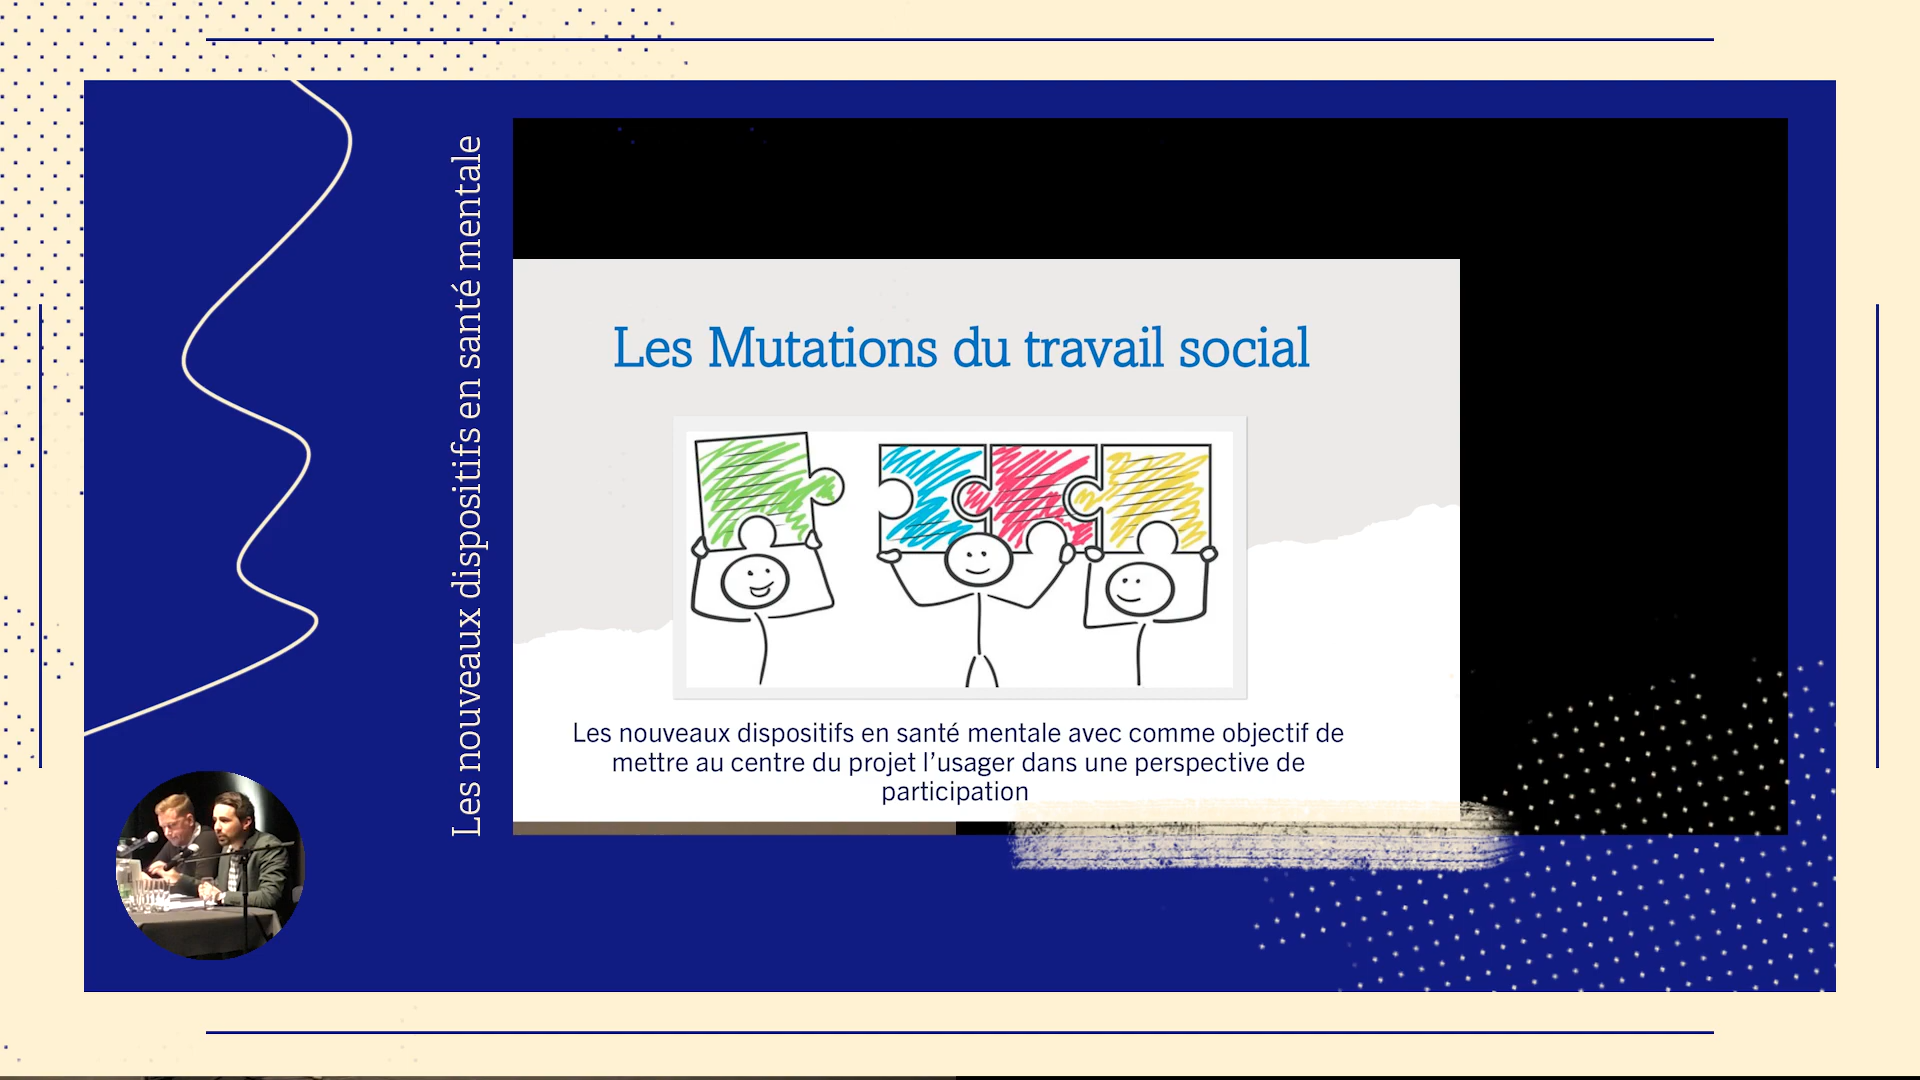 Les nouveaux dispositifs en santé mentale
Les Mutations du travail social
Les nouveaux dispositifs en santé mentale avec comme objectif de
mettre au centre du projet l’usager dans une perspective de
participation